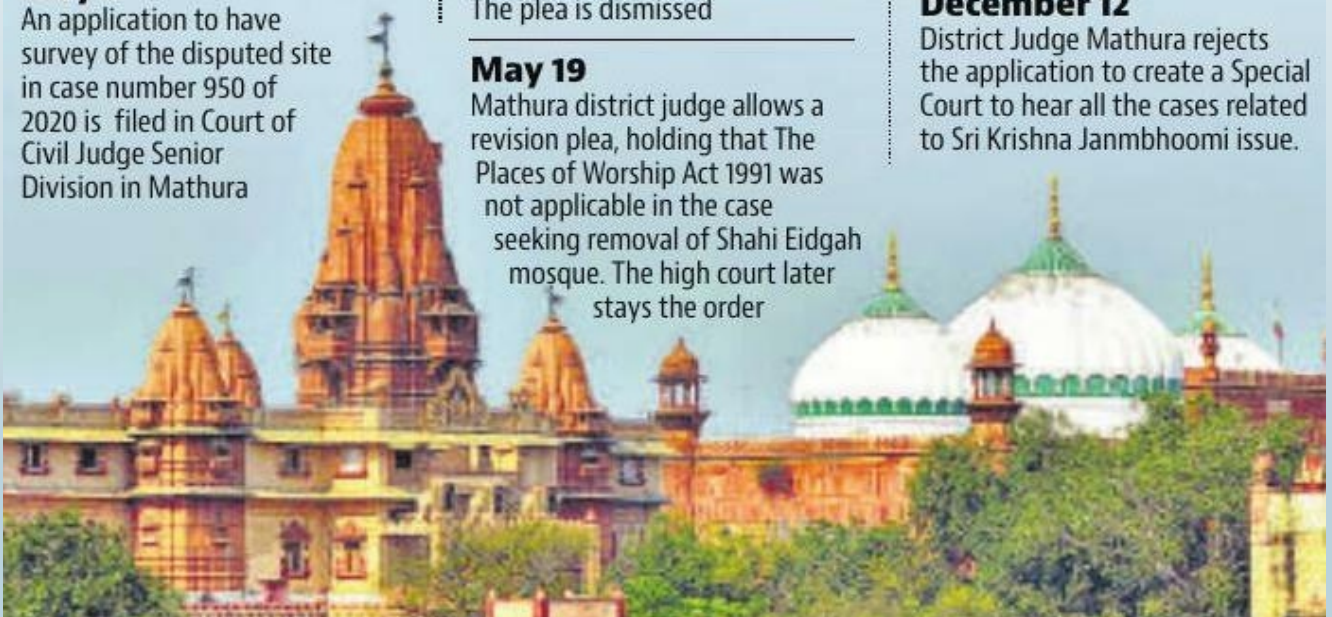 An application to have
survey of the disputed site
in case number 950 of
2020 is filed in Court of
Civil Judge Senior
Division in Mathura
The plea is dismissed
May 19
Mathura district judge allows a
revision plea, holding that The
Places of Worship Act 1991 was
not applicable in the case
seeking removal of Shahi Eidgah
mosque. The high court later
stays the order
December 12
District Judge Mathura rejects
the application to create a Special
Court to hear all the cases related
to Sri Krishna Janmbhoomi issue.